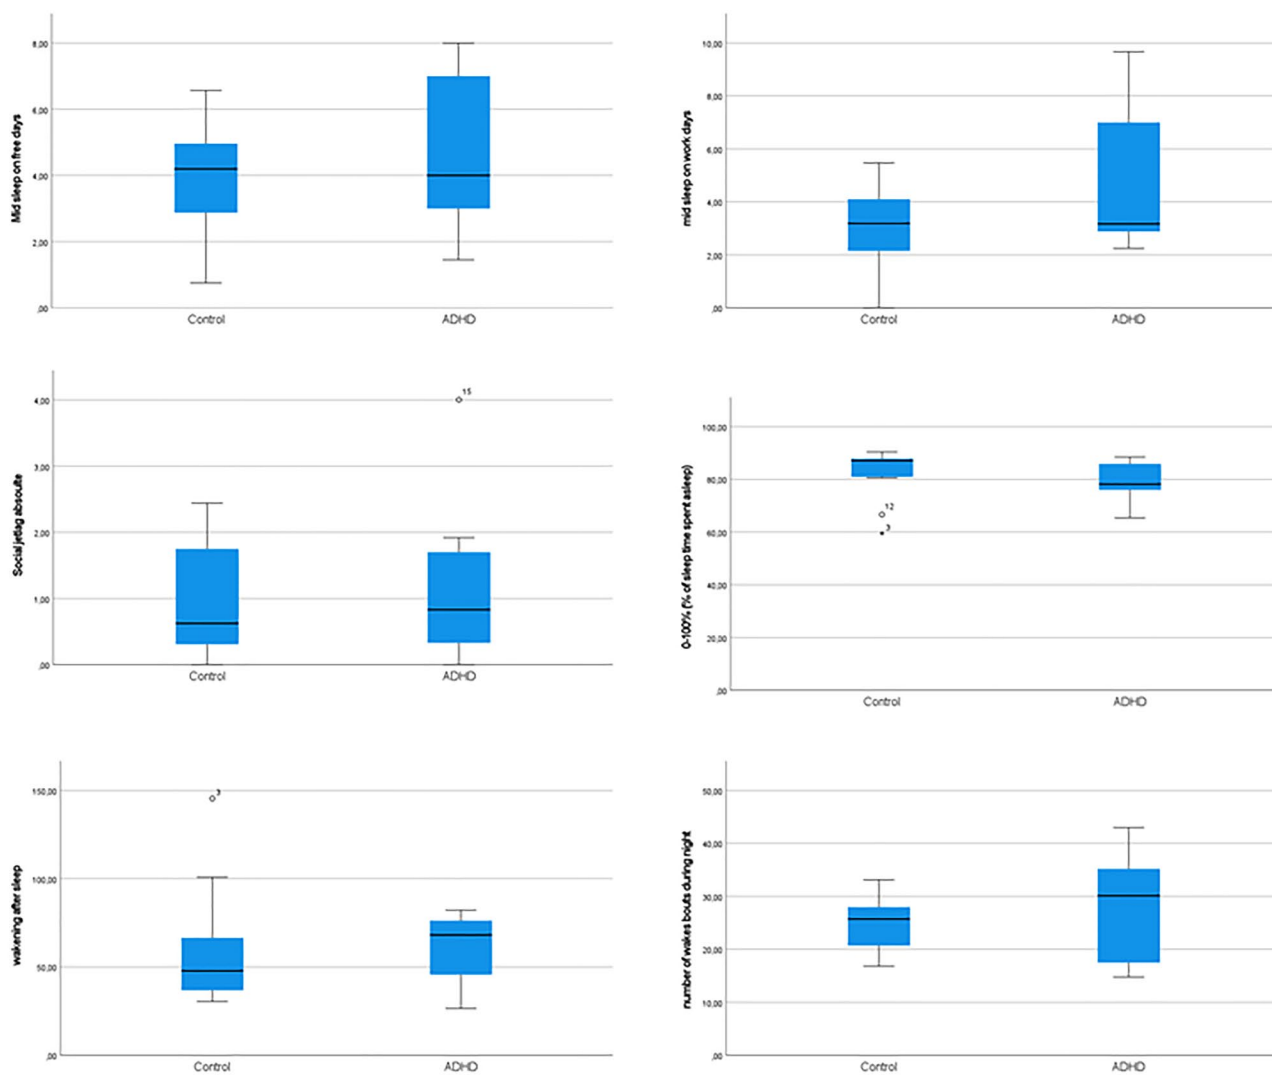 Mid sleep on free days
8,00
6,00
4,00
2,00
,00
Control
ADHD
mid sleep on work days
10,00
8,00
6,00
4,00
2,00
,00
Control
ADHD
Social jetlag absoulte
4,00
3,00
2,00
1,00
,00
15
Control
ADHD
0-100% (% of sleep time spent asleep)
100,00
80,00
60,00
40,00
20,00
,00
12
3
Control
ADHD
wakening after sleep
150,00
100,00
50,00
,00
3
Control
ADHD
number of wakes bouts during night
50,00
40,00
30,00
20,00
10,00
,00
Control
ADHD